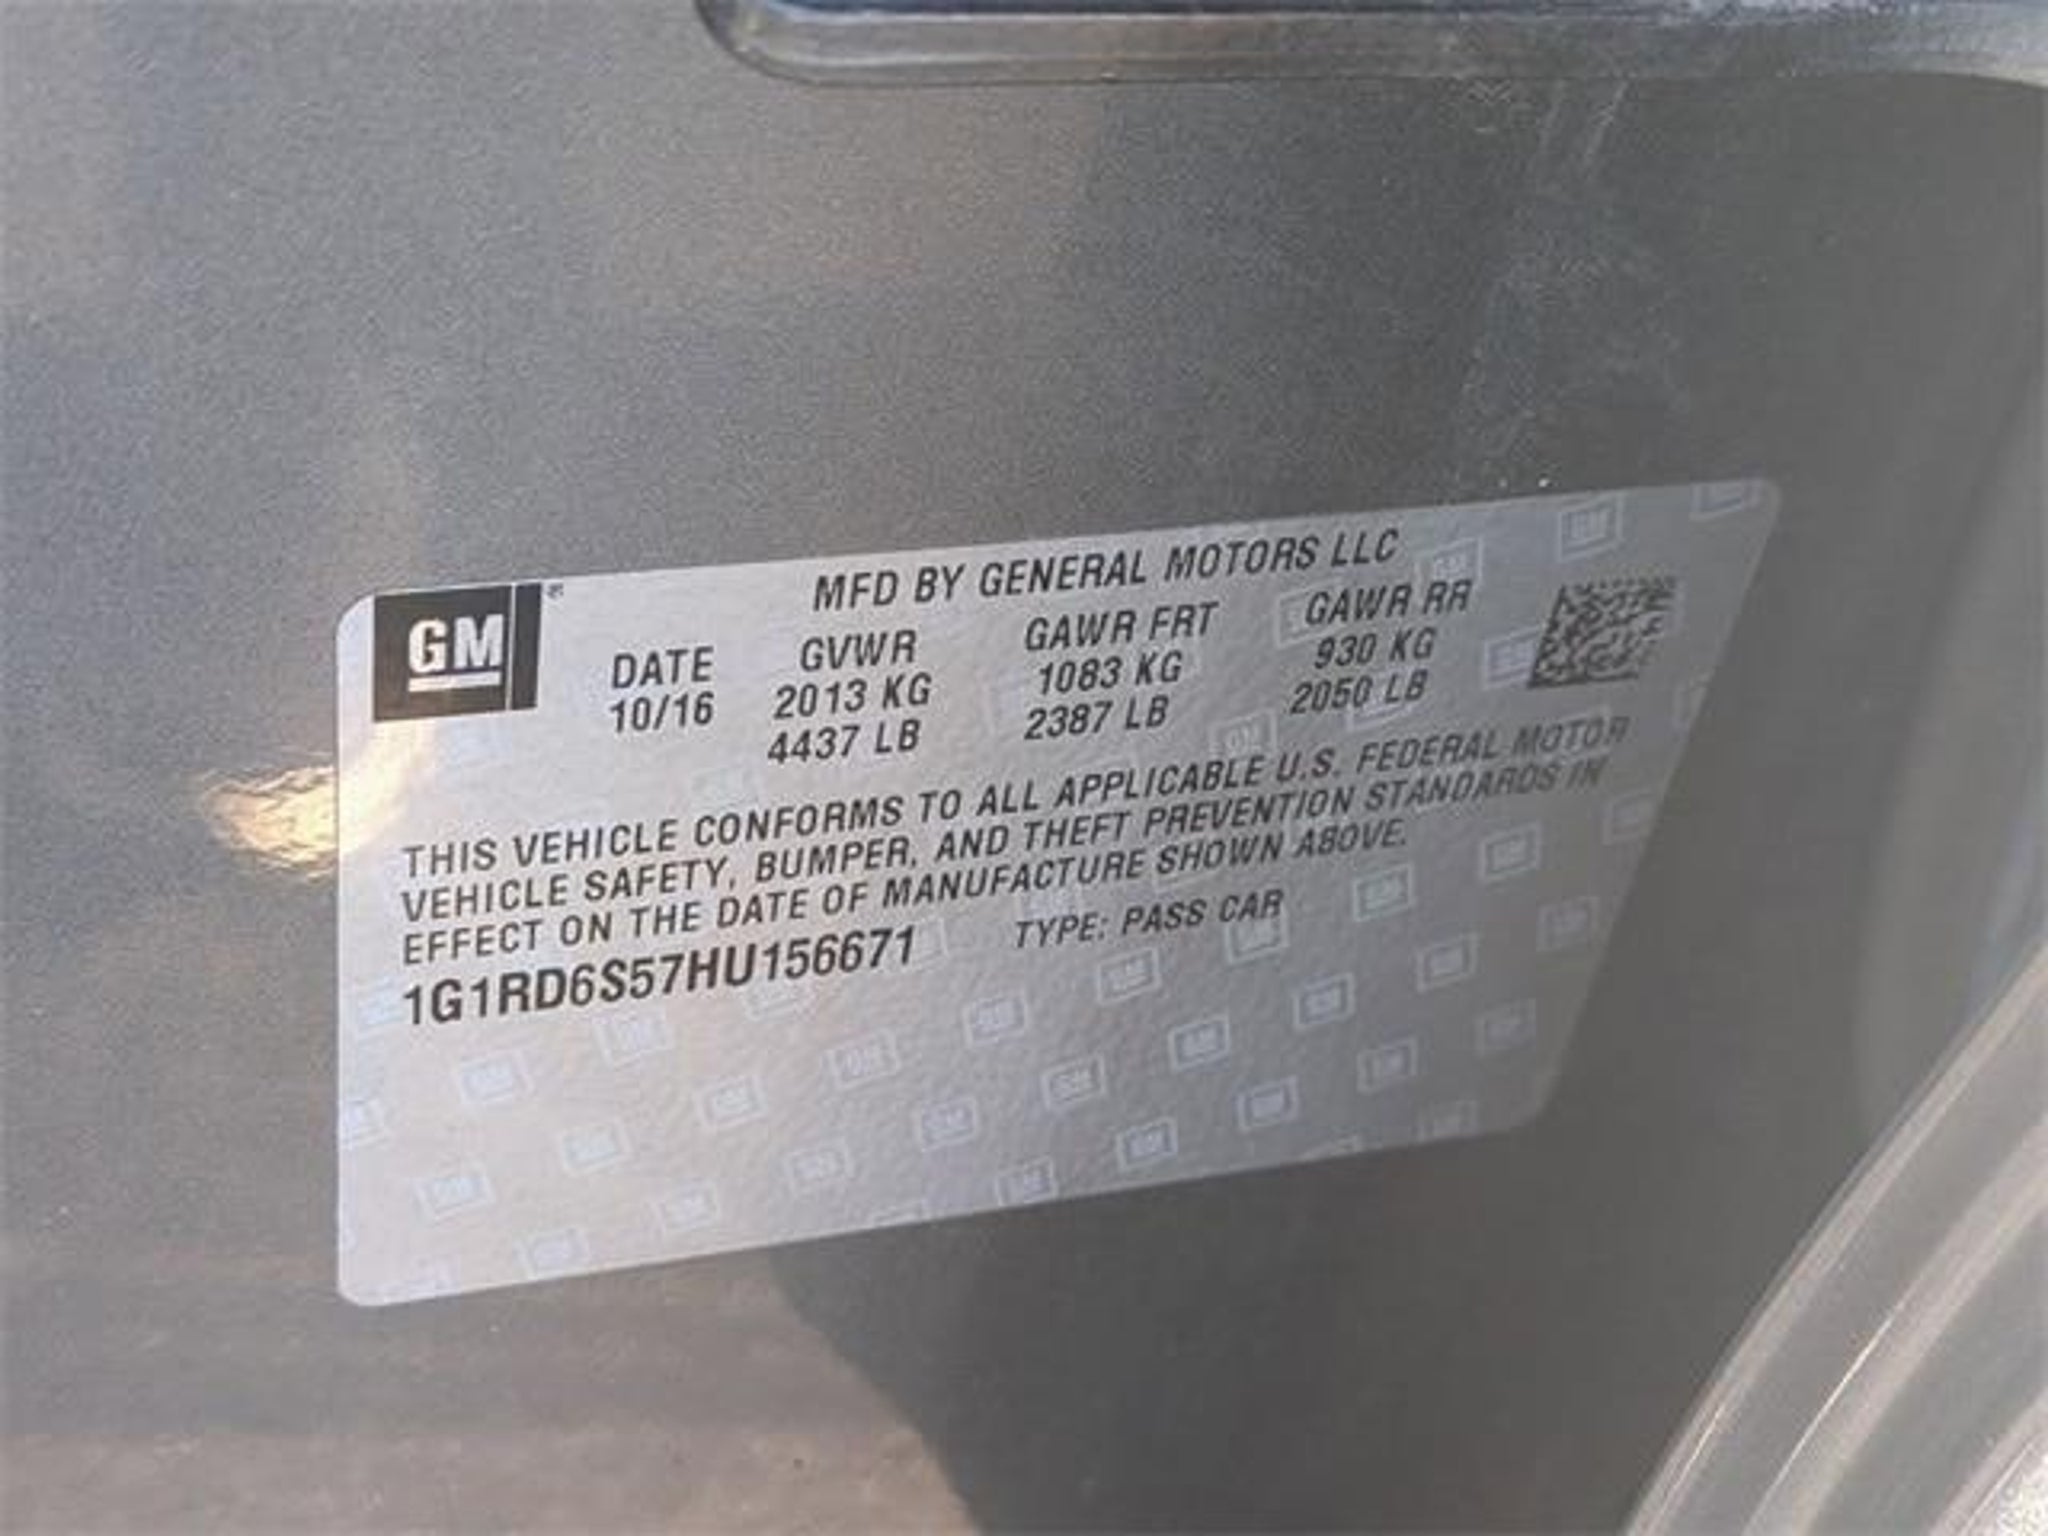 GM®
MFD BY GENERAL MOTORS LLC
DATE GVWR GAWR FRT GAWR RR
10/16 2013 KG 1083 KG 930 KG
4437 LB 2387 LB 2050 LB
THIS VEHICLE CONFORMS TO ALL APPLICABLE U.S. FEDERAL MOTOR
VEHICLE SAFETY, BUMPER, AND THEFT PREVENTION STANDARDS IN
EFFECT ON THE DATE OF MANUFACTURE SHOWN ABOVE.
1G1RD6S57HU156671 TYPE: PASS CAR